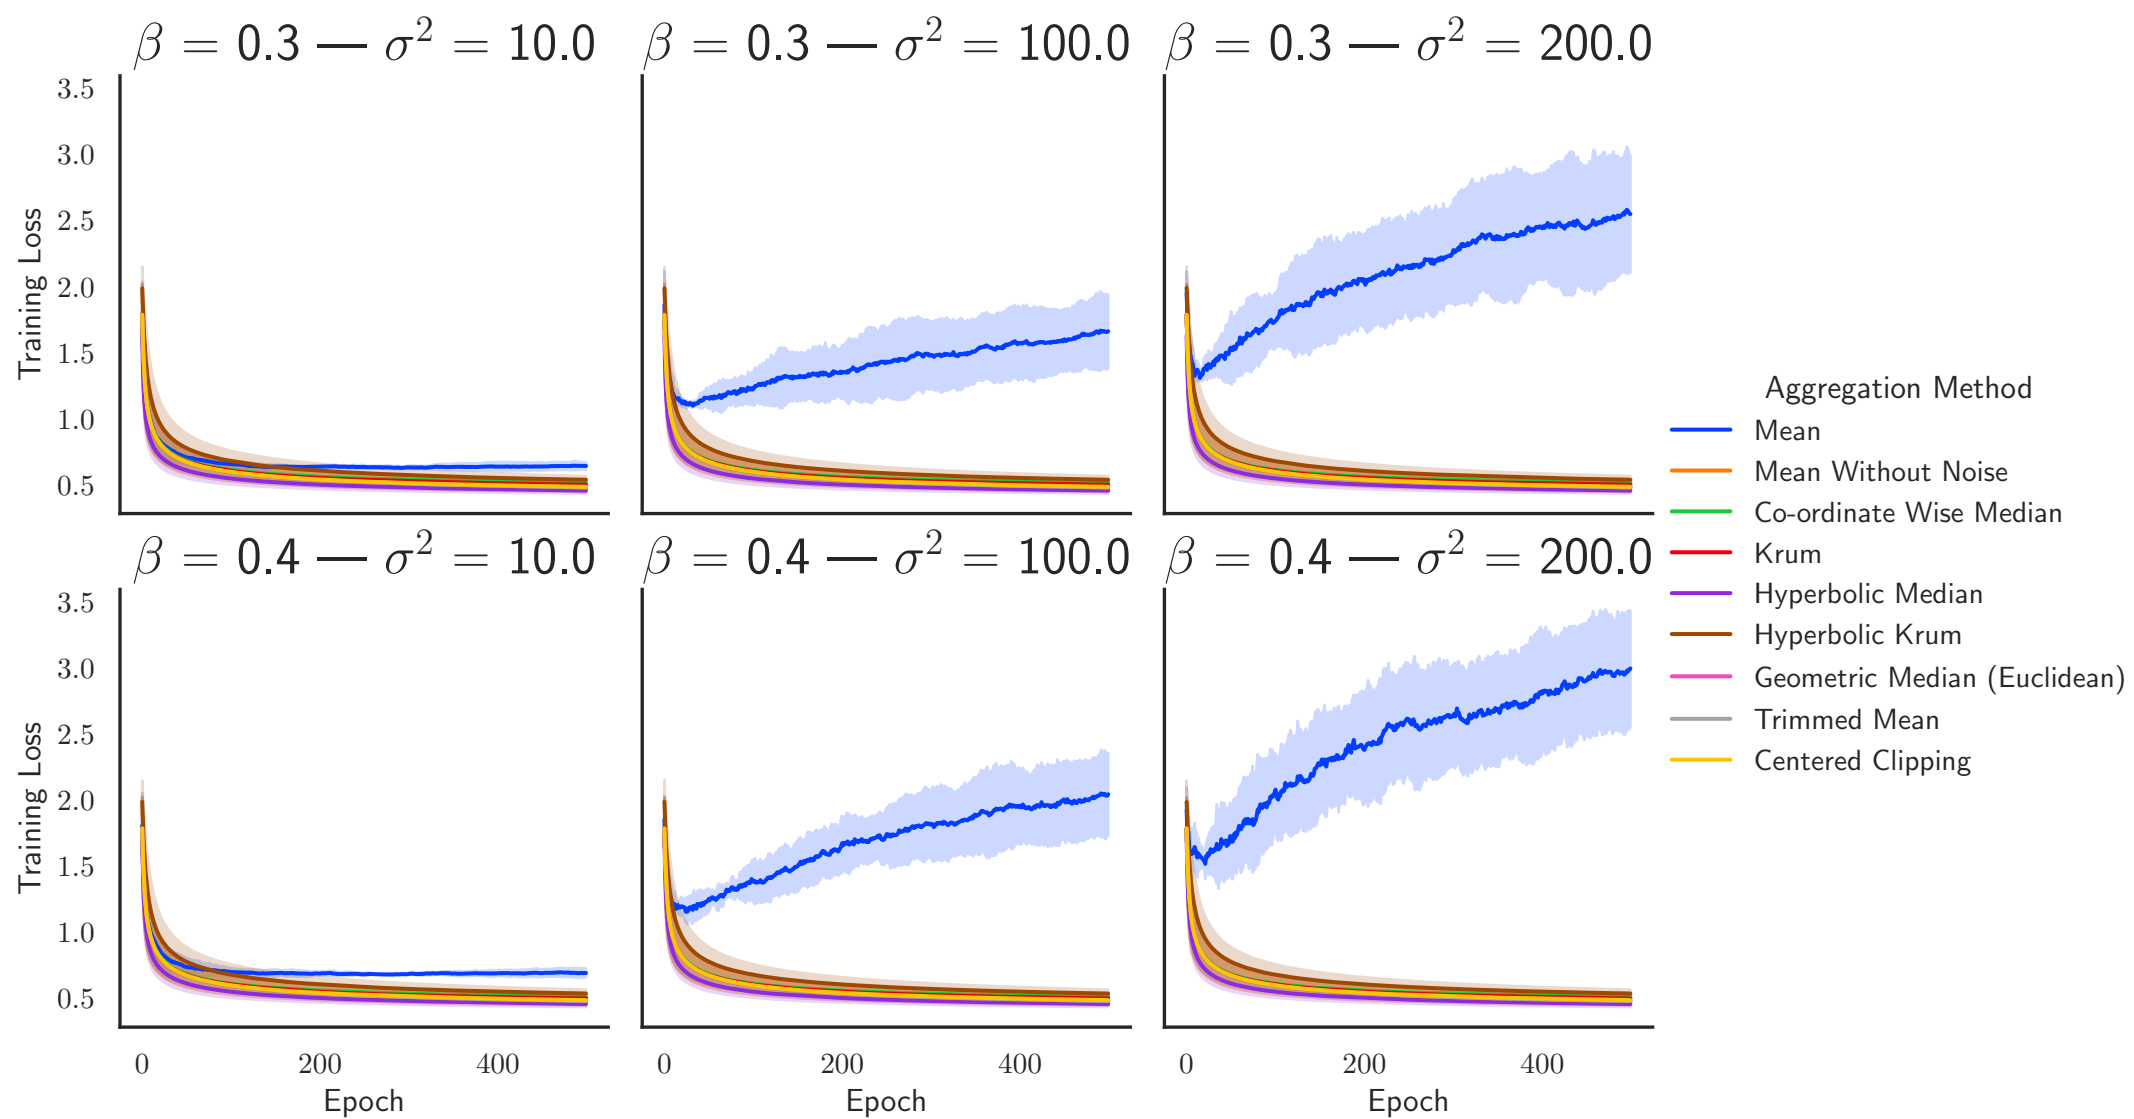 β = 0.3 — σ² = 10.0
β = 0.3 — σ² = 100.0
β = 0.3 — σ² = 200.0
3.5
3.0
2.5
2.0
1.5
1.0
0.5
Training Loss
β = 0.4 — σ² = 10.0
β = 0.4 — σ² = 100.0
β = 0.4 — σ² = 200.0
3.5
3.0
2.5
2.0
1.5
1.0
0.5
Training Loss
0 200 400
Epoch
0 200 400
Epoch
0 200 400
Epoch
Aggregation Method
Mean
Mean Without Noise
Co-ordinate Wise Median
Krum
Hyperbolic Median
Hyperbolic Krum
Geometric Median (Euclidean)
Trimmed Mean
Centered Clipping